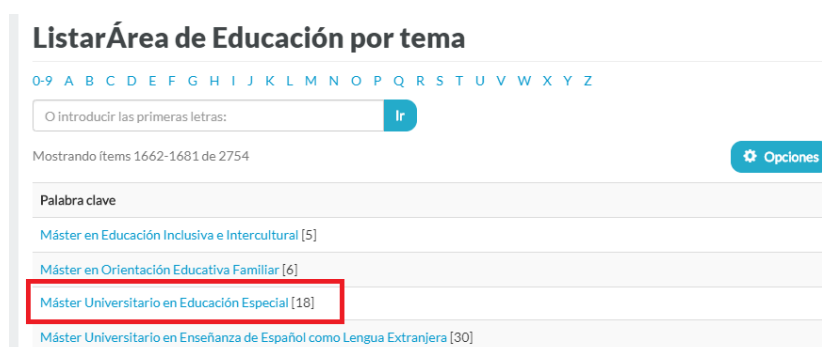 ListarÁrea de Educación por tema
0-9 A B C D E F G H I J K L M N O P Q R S T U V W X Y Z
O introducir las primeras letras: Ir
Mostrando ítems 1662-1681 de 2754 Opciones
Palabra clave
Máster en Educación Inclusiva e Intercultural [5]
Máster en Orientación Educativa Familiar [6]
Máster Universitario en Educación Especial [18]
Máster Universitario en Enseñanza de Español como Lengua Extranjera [30]